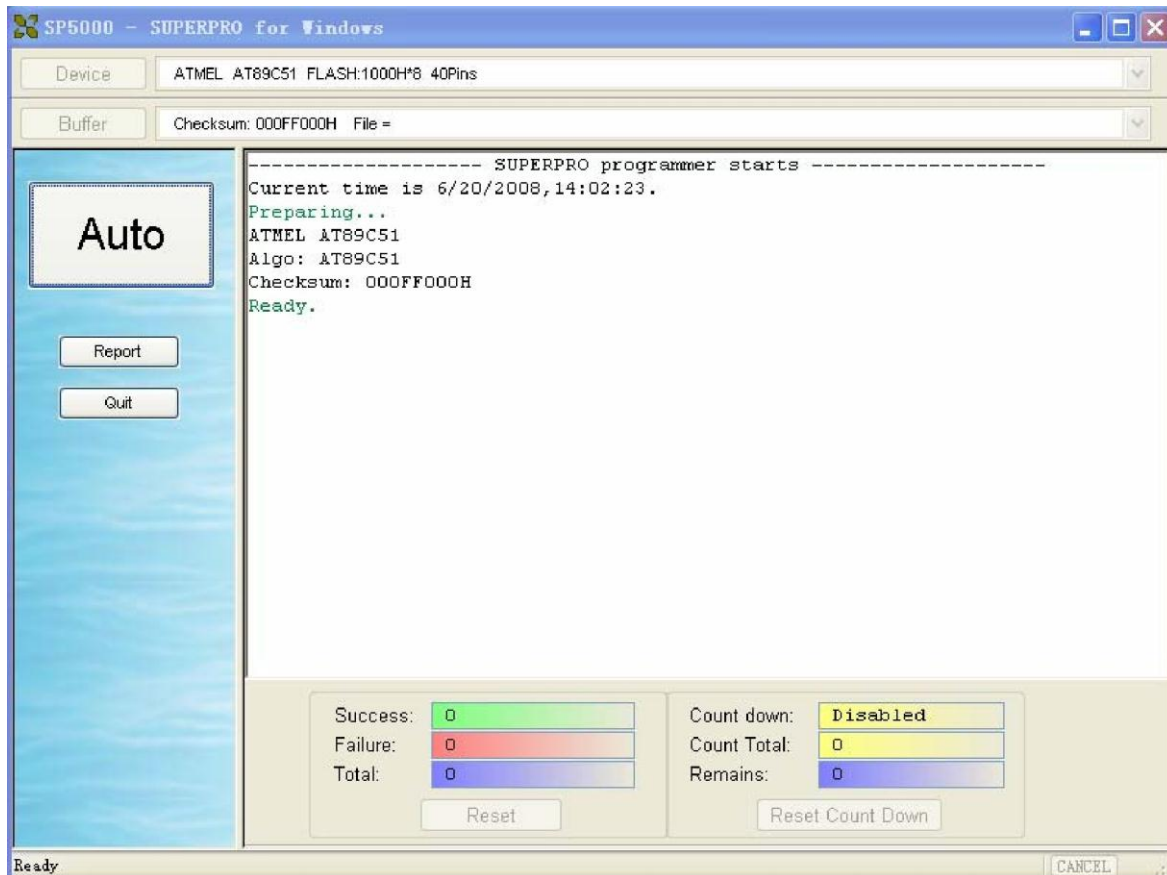 SP5000 - SUPERPRO for Windows
Device
ATMEL AT89C51 FLASH:1000H*8 40Pins
Buffer
Checksum: 000FF000H File =
Auto
Report
Quit
-------------------- SUPERPRO programmer starts --------------------
Current time is 6/20/2008,14:02:23.
Preparing...
ATMEL AT89C51
Algo: AT89C51
Checksum: 000FF000H
Ready.
Success: 0
Failure: 0
Total: 0
Reset
Count down: Disabled
Count Total: 0
Remains: 0
Reset Count Down
Ready
CANCEL